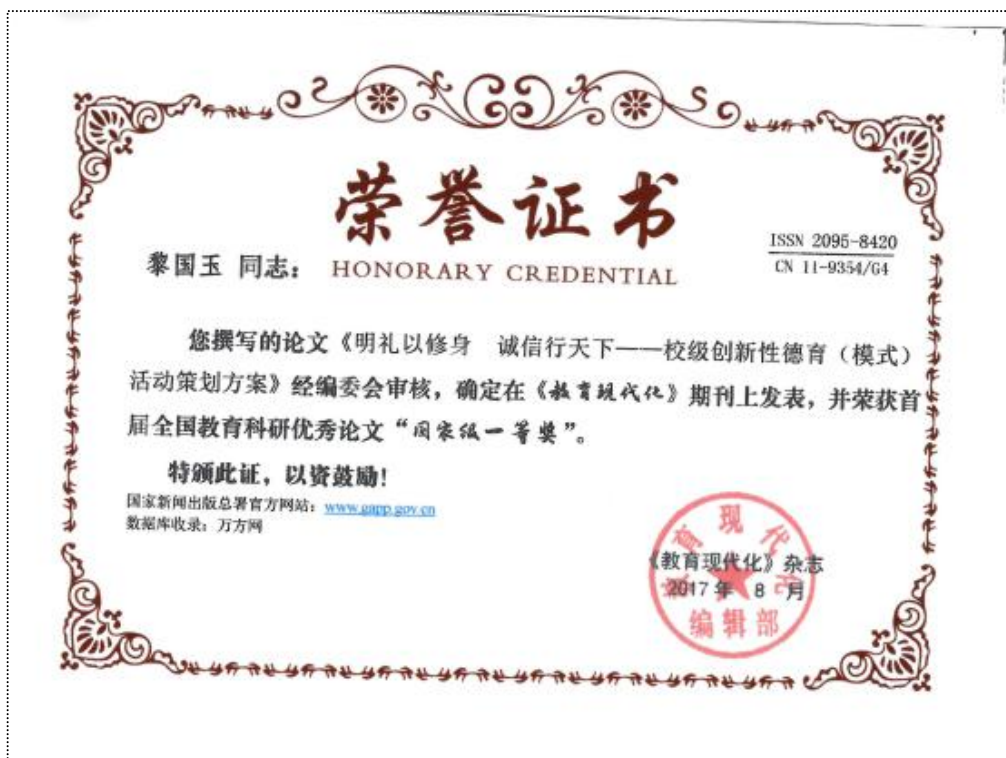 荣誉证书
HONORARY CREDENTIAL
ISSN 2095-8420
CN 11-9354/G4
黎国玉 同志：
您撰写的论文《明礼以修身 诚信行天下——校级创新性德育（模式）
活动策划方案》经编委会审核，确定在《教育现代化》期刊上发表，并荣获首
届全国教育科研优秀论文“国家级一等奖”。
特颁此证，以资鼓励！
国家新闻出版总署官方网站：www.gapp.gov.cn
数据库收录：万方网
《教育现代化》杂志
2017 年 8 月
教育现代化
编辑部